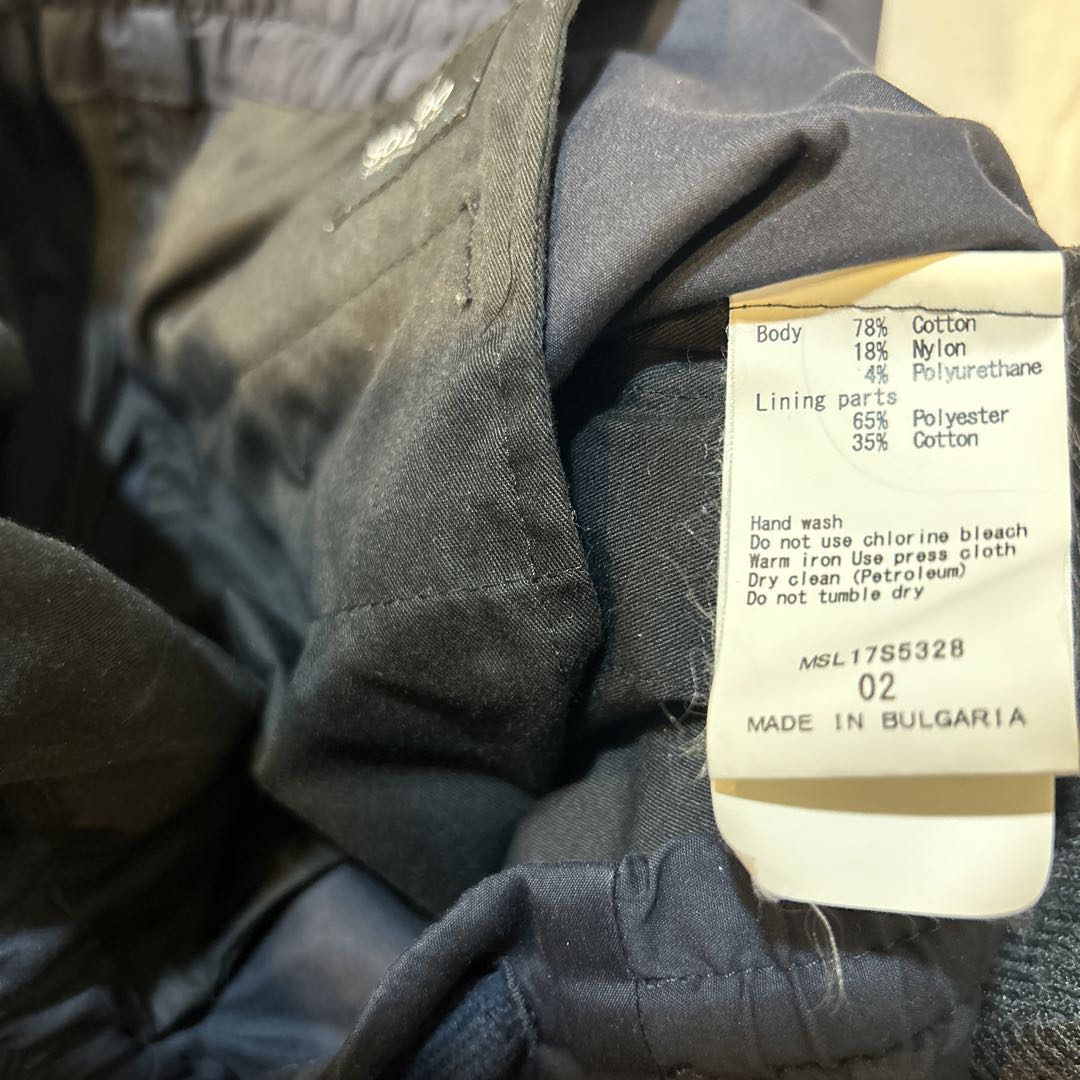 Body 78% Cotton
18% Nylon
4% Polyurethane
Lining parts
65% Polyester
35% Cotton
Hand wash
Do not use chlorine bleach
Warm iron Use press cloth
Dry clean (Petroleum)
Do not tumble dry
MSL17S5328
02
MADE IN BULGARIA